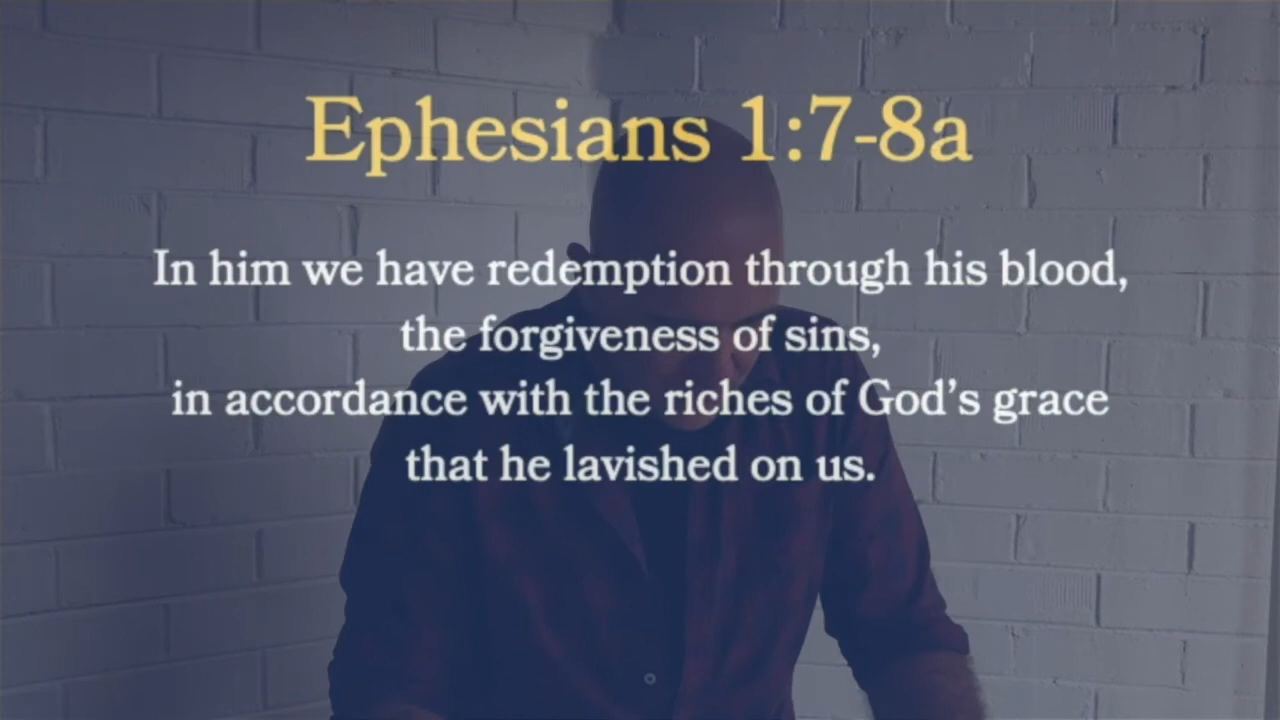 Ephesians 1:7-8a
In him we have redemption through his blood,
the forgiveness of sins,
in accordance with the riches of God’s grace
that he lavished on us.